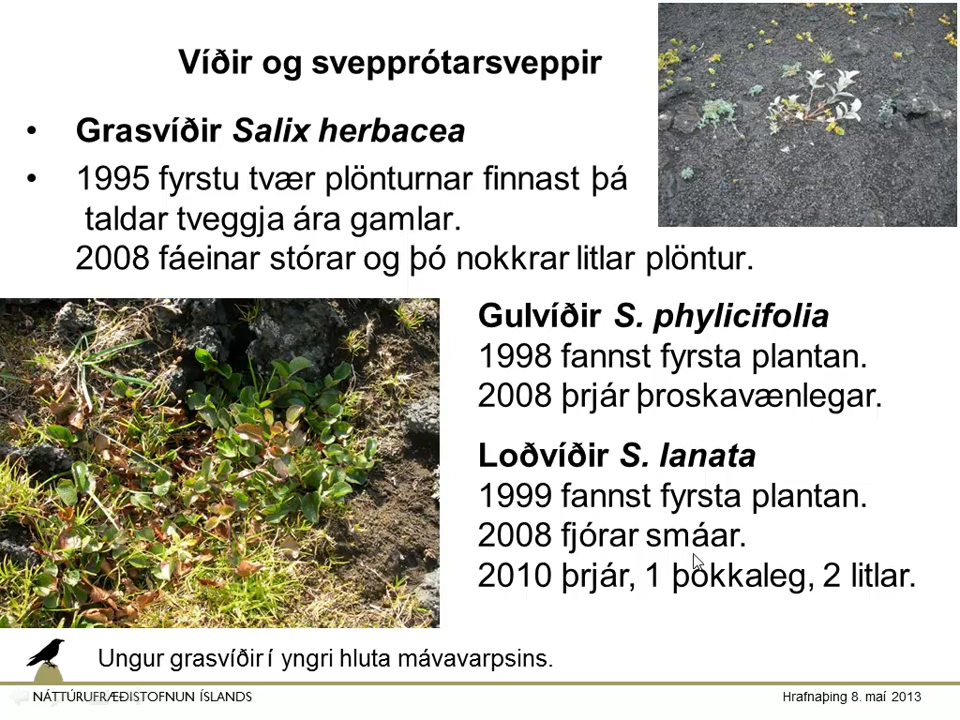 Víðir og svepprótarsveppir
• Grasvíðir Salix herbacea
• 1995 fyrstu tvær plönturnar finnast þá
taldar tveggja ára gamlar.
2008 fáeinar stórar og þó nokkrar litlar plöntur.
Gulvíðir S. phylicifolia
1998 fannst fyrsta plantan.
2008 þrjár þroskavænlegar.
Loðvíðir S. lanata
1999 fannst fyrsta plantan.
2008 fjórar smáar.
2010 þrjár, 1 þokkaleg, 2 litlar.
Ungur grasvíðir í yngri hluta mávavarpsins.
NÁTTÚRUFRÆÐISTOFNUN ÍSLANDS
Hrafnaþing 8. maí 2013